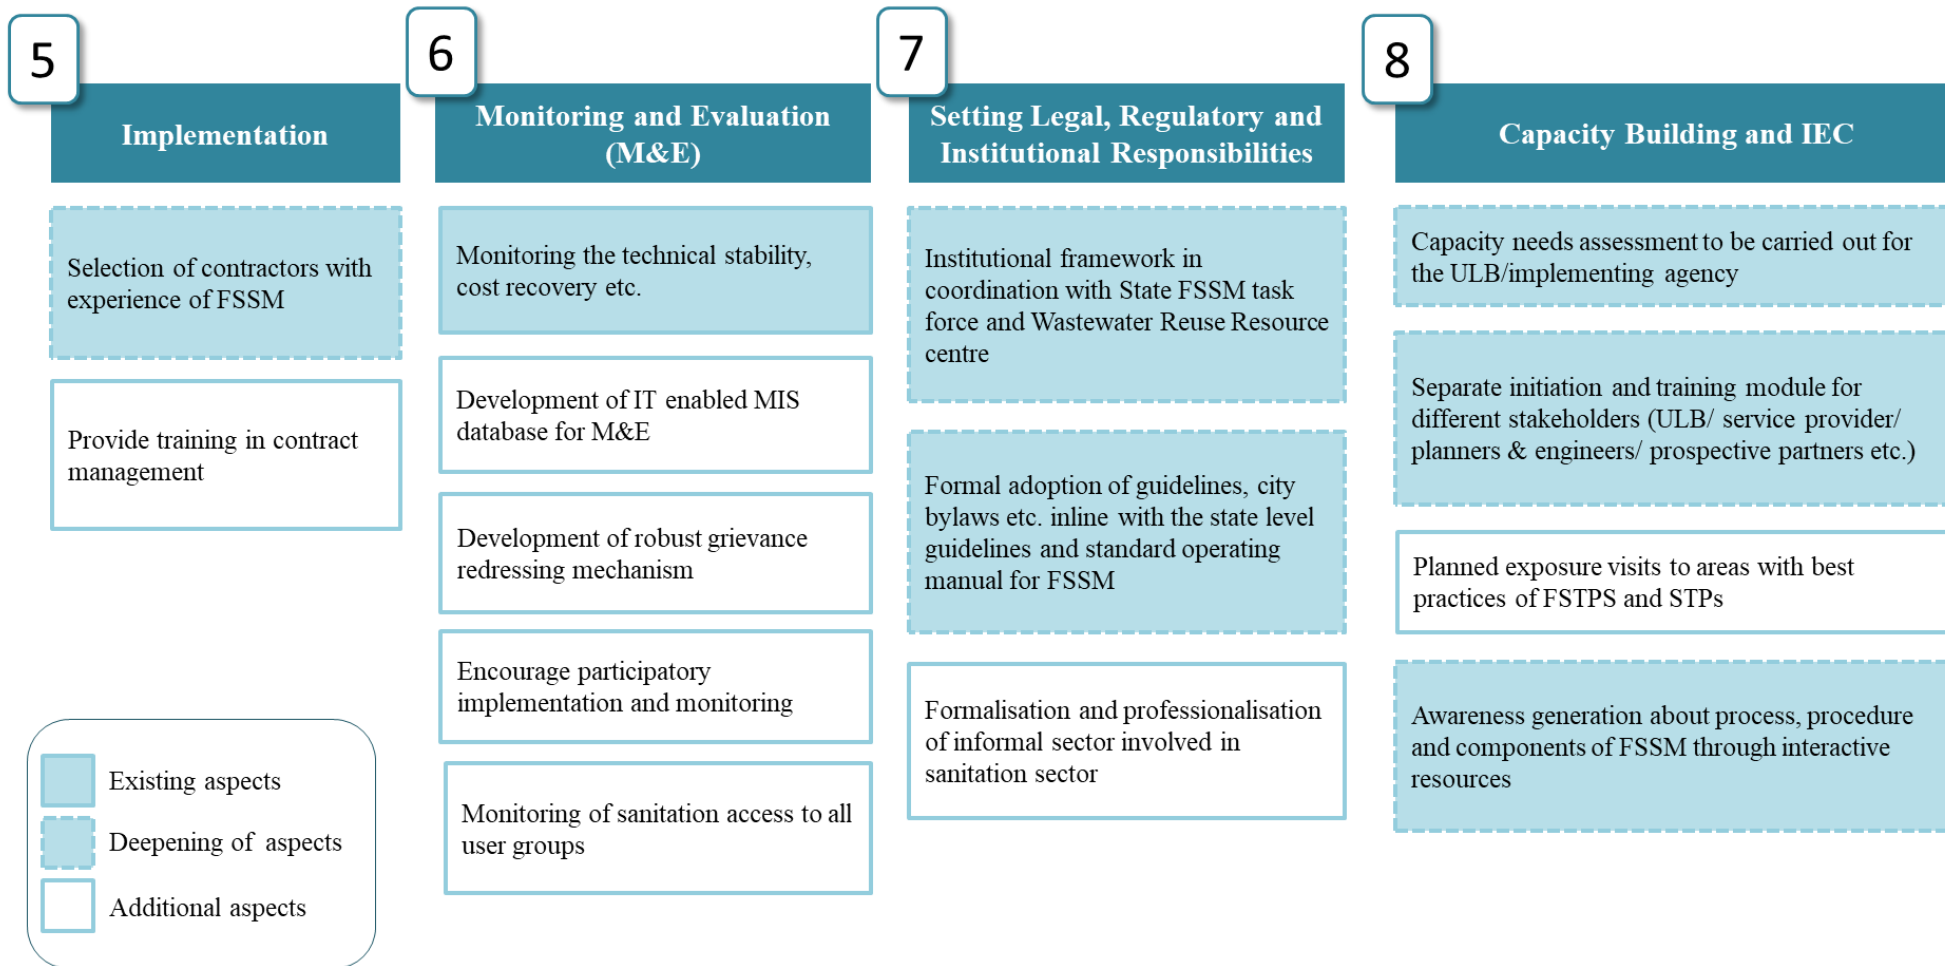 5
Implementation
Selection of contractors with
experience of FSSM
Provide training in contract
management
6
Monitoring and Evaluation
(M&E)
Monitoring the technical stability,
cost recovery etc.
Development of IT enabled MIS
database for M&E
Development of robust grievance
redressing mechanism
Encourage participatory
implementation and monitoring
Monitoring of sanitation access to all
user groups
7
Setting Legal, Regulatory and
Institutional Responsibilities
Institutional framework in
coordination with State FSSM task
force and Wastewater Reuse Resource
centre
Formal adoption of guidelines, city
bylaws etc. inline with the state level
guidelines and standard operating
manual for FSSM
Formalisation and professionalisation
of informal sector involved in
sanitation sector
8
Capacity Building and IEC
Capacity needs assessment to be carried out for
the ULB/implementing agency
Separate initiation and training module for
different stakeholders (ULB/ service provider/
planners & engineers/ prospective partners etc.)
Planned exposure visits to areas with best
practices of FSTPS and STPs
Awareness generation about process, procedure
and components of FSSM through interactive
resources
Existing aspects
Deepening of aspects
Additional aspects